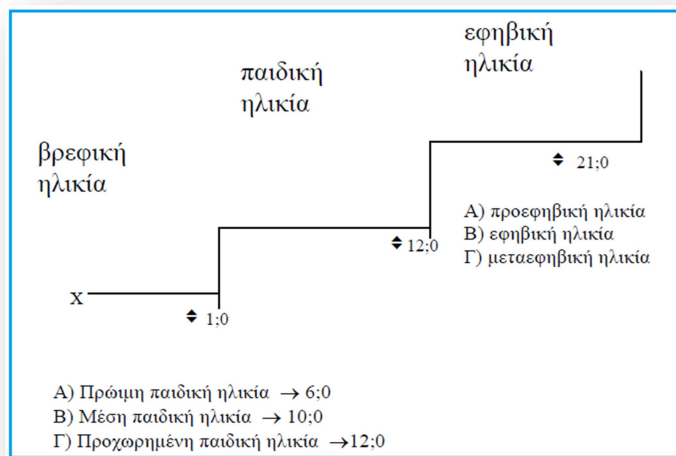 εφηβική
ηλικία
παιδική
ηλικία
βρεφική
ηλικία
21;0
Α) προεφηβική ηλικία
Β) εφηβική ηλικία
Γ) μεταεφηβική ηλικία
12;0
x
1;0
Α) Πρώιμη παιδική ηλικία → 6;0
Β) Μέση παιδική ηλικία → 10;0
Γ) Προχωρημένη παιδική ηλικία →12;0